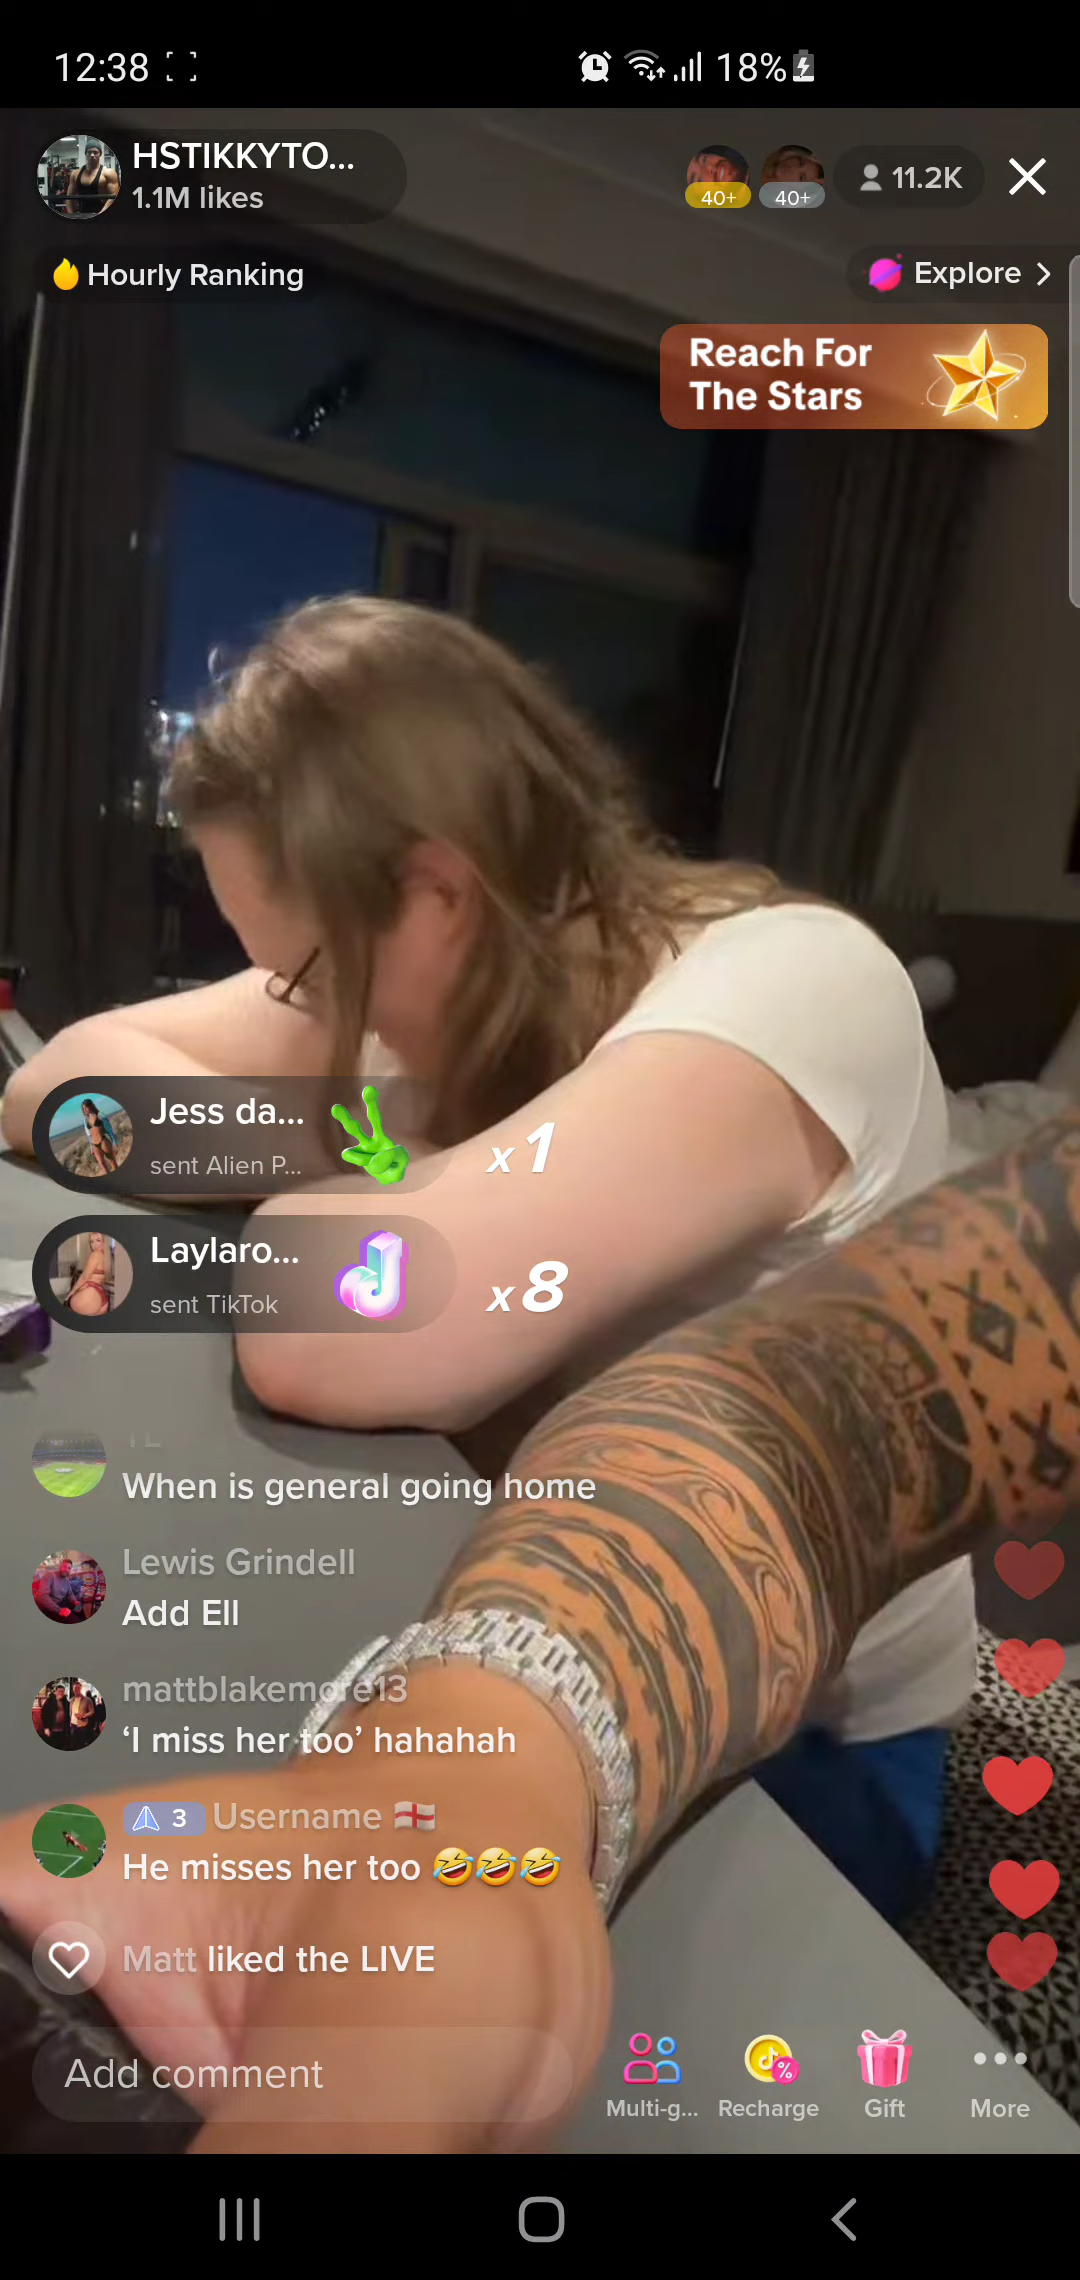 12:38
18%
HSTIKKYTO...
1.1M likes
40+
40+
11.2K
Hourly Ranking
Explore
Reach For
The Stars
Jess da...
sent Alien P...
x1
Laylaro...
sent TikTok
x8
When is general going home
Lewis Grindell
Add Ell
mattblakemore13
‘I miss her too’ hahahah
3 Username 🏴󠁧󠁢󠁥󠁮󠁧󠁿
He misses her too 🤣🤣🤣
Matt liked the LIVE
Add comment
Multi-g...
Recharge
Gift
More